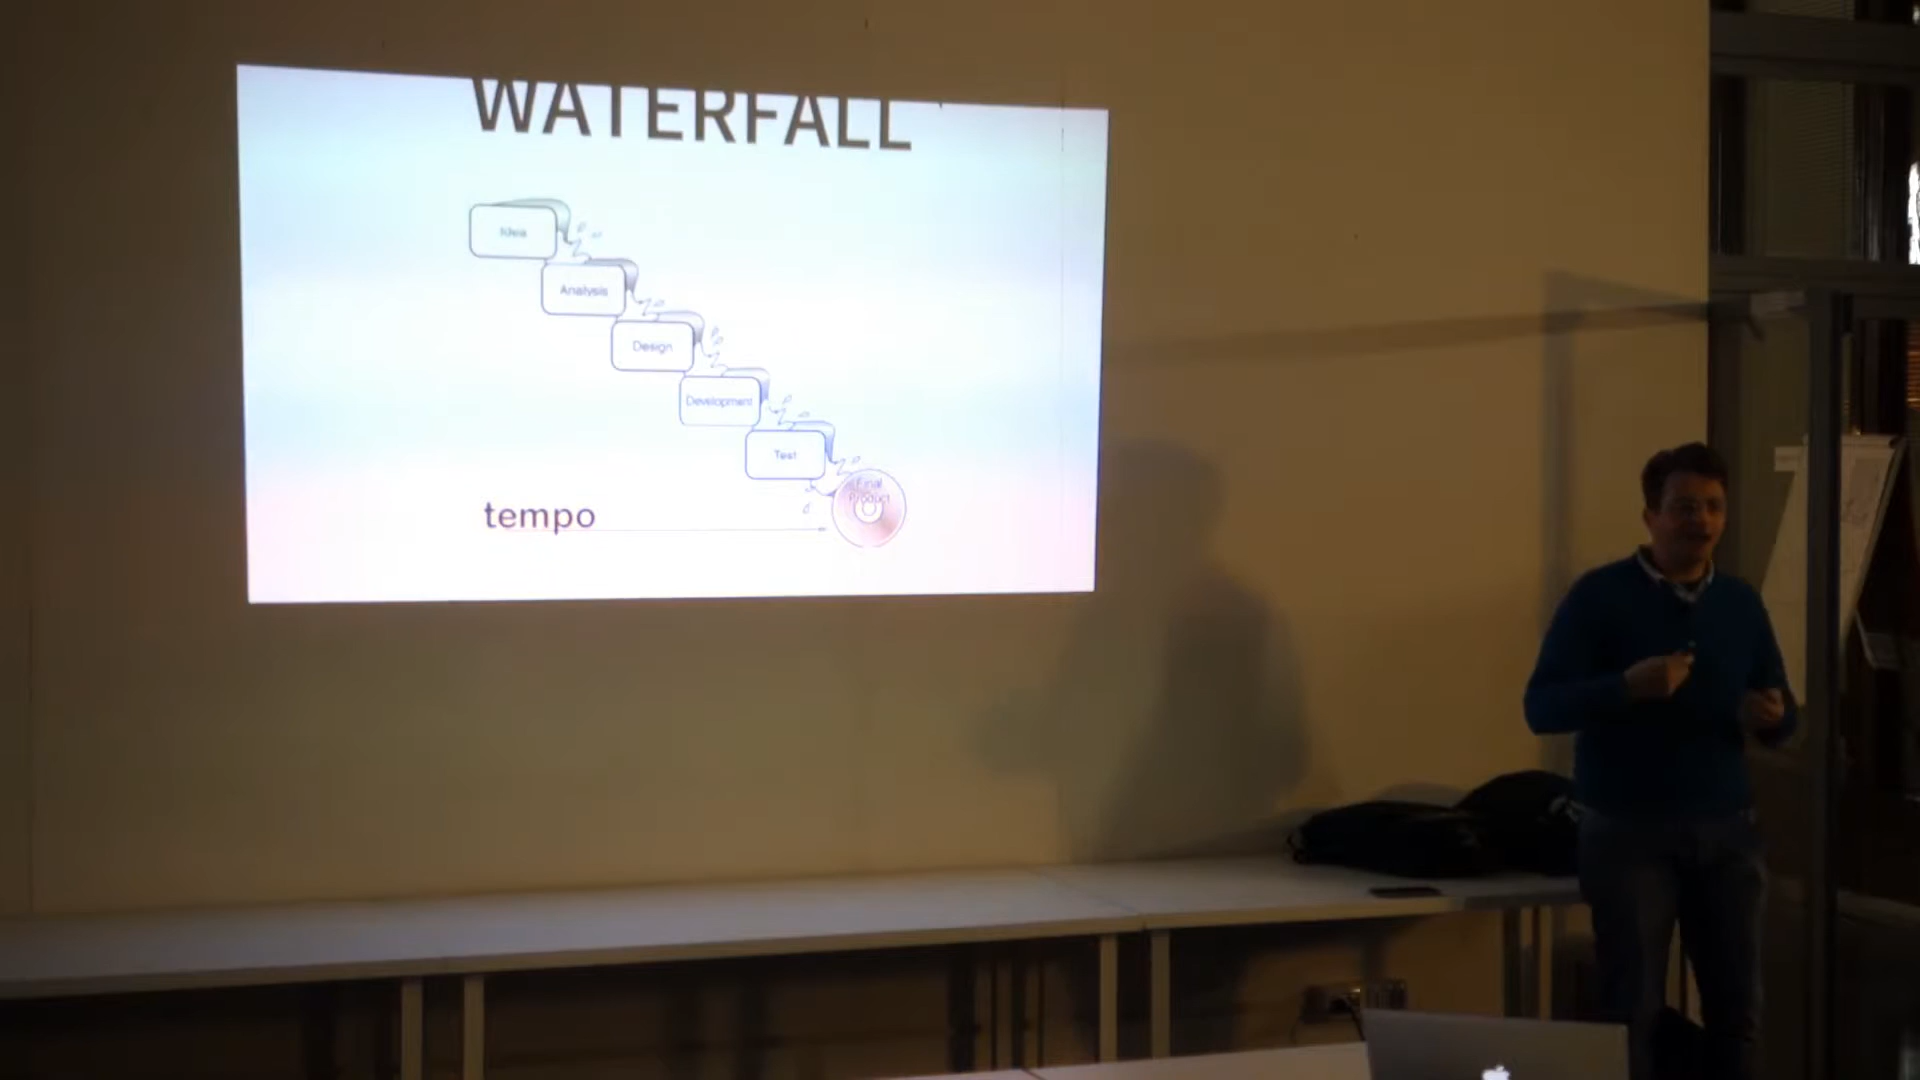 WATERFALL
Idea
Analysis
Design
Development
Test
Final
Product
tempo